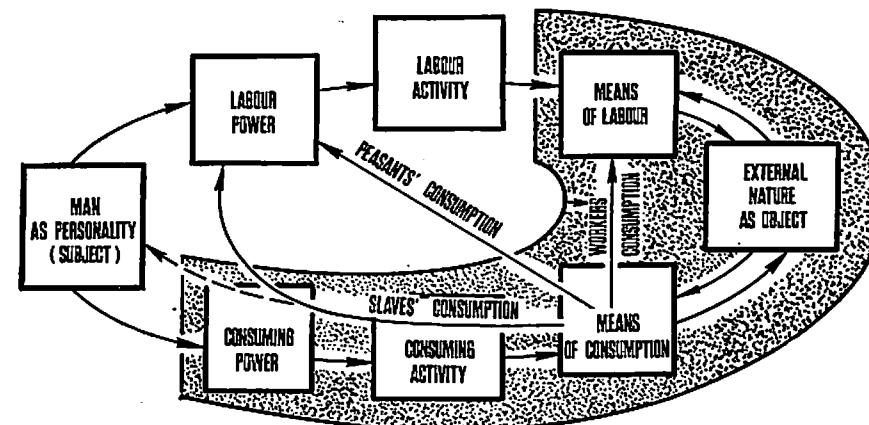 LABOUR
POWER
LABOUR
ACTIVITY
MEANS
OF LABOUR
MAN
AS PERSONALITY
( SUBJECT )
EXTERNAL
NATURE
AS OBJECT
PEASANTS' CONSUMPTION
WORKERS'
CONSUMPTION
SLAVES' CONSUMPTION
CONSUMING
POWER
CONSUMING
ACTIVITY
MEANS
OF CONSUMPTION